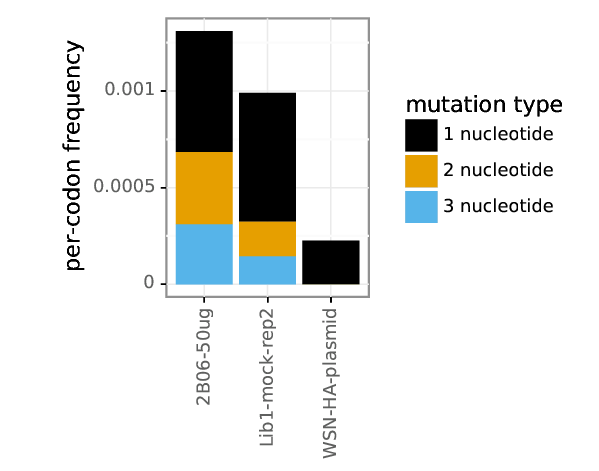 per-codon frequency
0.001
0.0005
0
2B06-50ug
Lib1-mock-rep2
WSN-HA-plasmid
mutation type
1 nucleotide
2 nucleotide
3 nucleotide